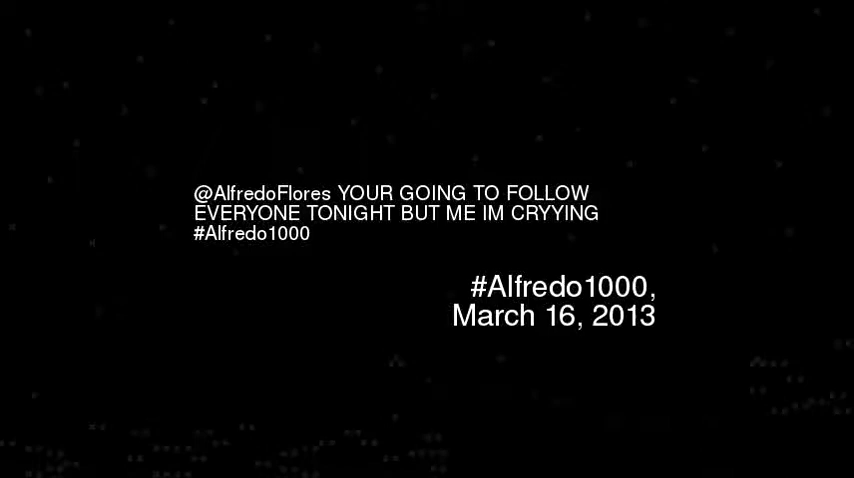 @AlfredoFlores YOUR GOING TO FOLLOW
EVERYONE TONIGHT BUT ME IM CRYYING
#Alfredo1000
#Alfredo1000,
March 16, 2013